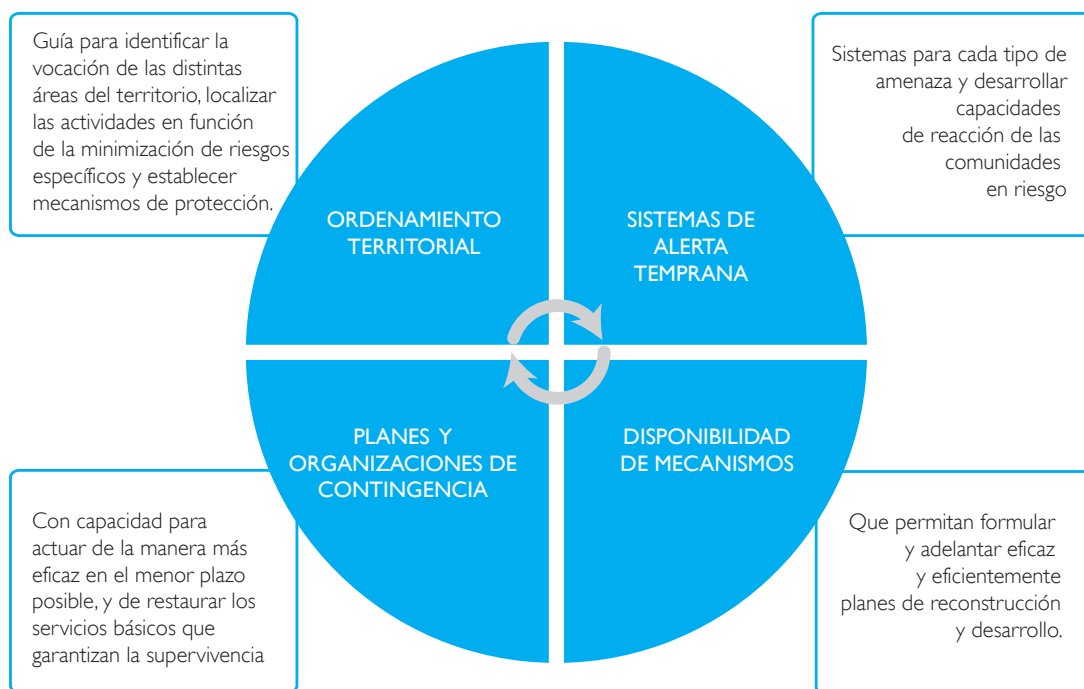 Guía para identificar la
vocación de las distintas
áreas del territorio, localizar
las actividades en función
de la minimización de riesgos
específicos y establecer
mecanismos de protección.
ORDENAMIENTO
TERRITORIAL
Sistemas para cada tipo de
amenaza y desarrollar
capacidades
de reacción de las
comunidades
en riesgo
SISTEMAS DE
ALERTA
TEMPRANA
PLANES Y
ORGANIZACIONES DE
CONTINGENCIA
Con capacidad para
actuar de la manera más
eficaz en el menor plazo
posible, y de restaurar los
servicios básicos que
garantizan la supervivencia
DISPONIBILIDAD
DE MECANISMOS
Que permitan formular
y adelantar eficaz
y eficientemente
planes de reconstrucción
y desarrollo.